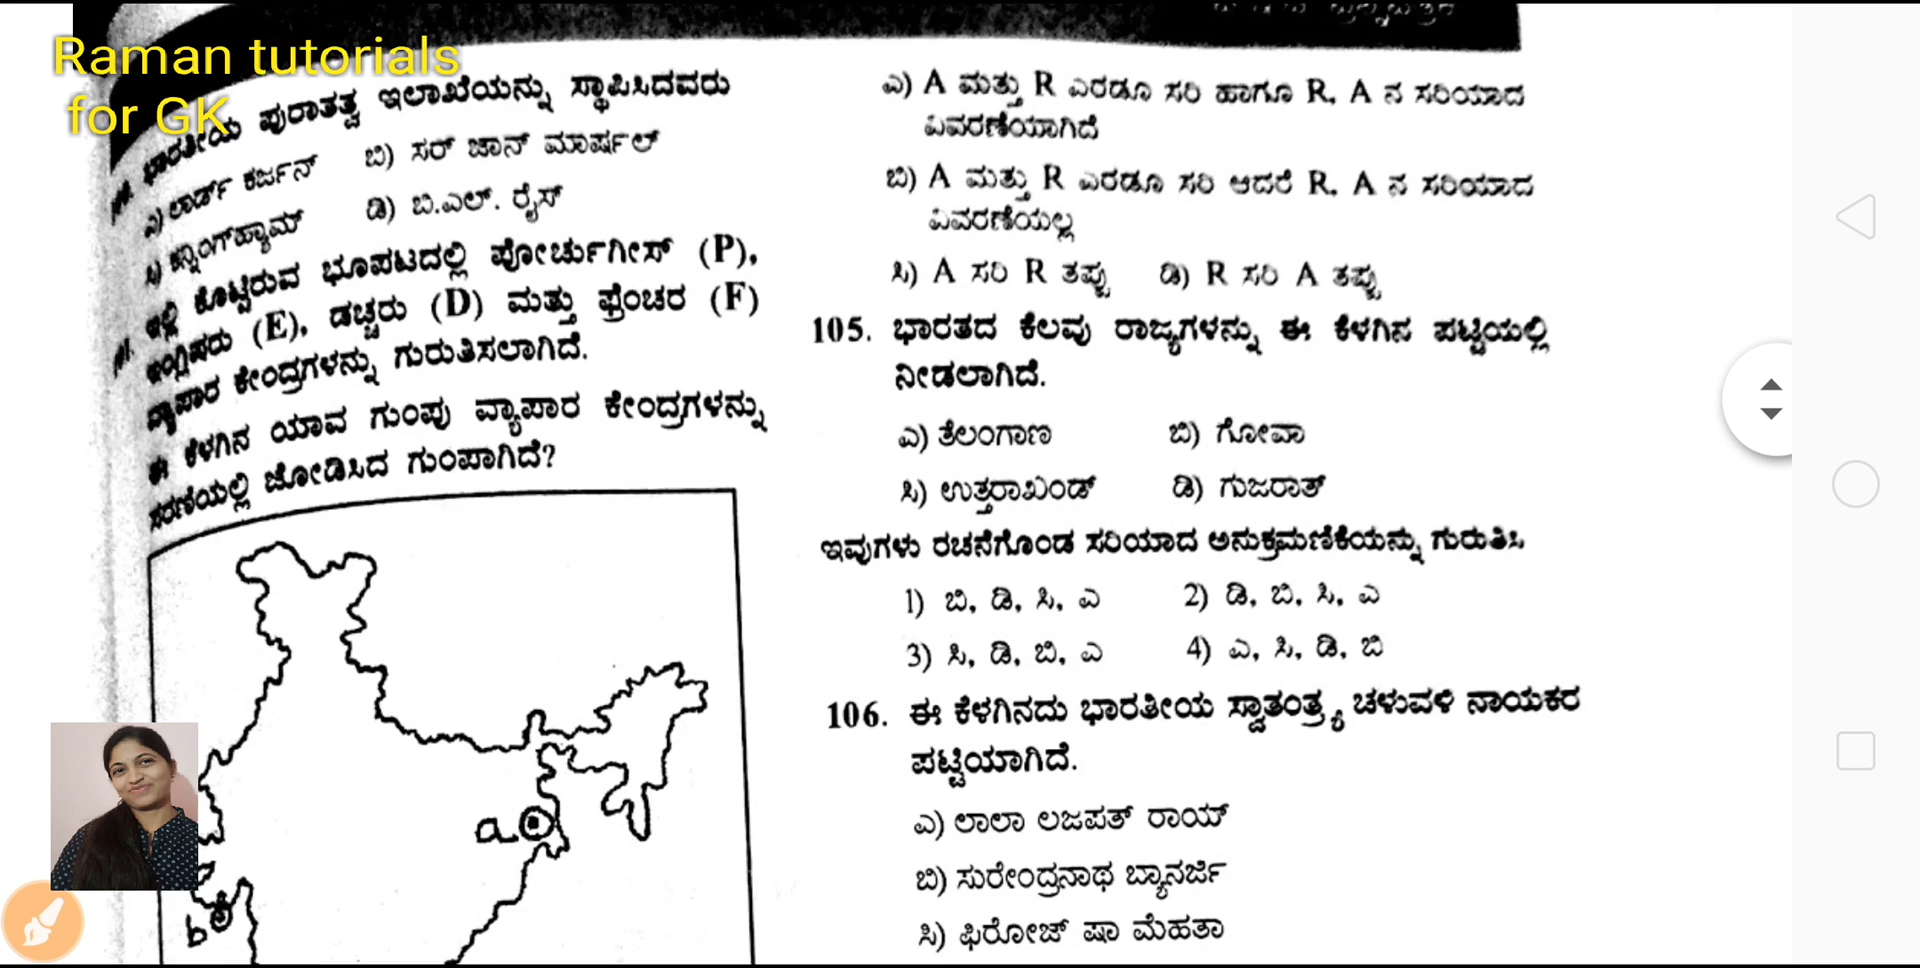 Raman tutorials
for GK
ಭಾರತೀಯ ಪುರಾತತ್ವ ಇಲಾಖೆಯನ್ನು ಸ್ಥಾಪಿಸಿದವರು
ಎ) ಲಾರ್ಡ್ ಕರ್ಜನ್ ಬಿ) ಸರ್ ಜಾನ್ ಮಾರ್ಷಲ್
ಸಿ) ಕನ್ನಿಂಗ್‌ಹ್ಯಾಮ್ ಡಿ) ಬಿ.ಎಲ್. ರೈಸ್
ಇಲ್ಲಿ ಕೊಟ್ಟಿರುವ ಭೂಪಟದಲ್ಲಿ ಪೋರ್ಚುಗೀಸ್ (P),
ಇಂಗ್ಲಿಷರು (E), ಡಚ್ಚರು (D) ಮತ್ತು ಫ್ರೆಂಚರ (F)
ವ್ಯಾಪಾರ ಕೇಂದ್ರಗಳನ್ನು ಗುರುತಿಸಲಾಗಿದೆ.
ಈ ಕೆಳಗಿನ ಯಾವ ಗುಂಪು ವ್ಯಾಪಾರ ಕೇಂದ್ರಗಳನ್ನು
ಸರಣಿಯಲ್ಲಿ ಜೋಡಿಸಿದ ಗುಂಪಾಗಿದೆ?
a
b
ಎ) A ಮತ್ತು R ಎರಡೂ ಸರಿ ಹಾಗೂ R, A ನ ಸರಿಯಾದ
ವಿವರಣೆಯಾಗಿದೆ
ಬಿ) A ಮತ್ತು R ಎರಡೂ ಸರಿ ಆದರೆ R, A ನ ಸರಿಯಾದ
ವಿವರಣೆಯಲ್ಲ
ಸಿ) A ಸರಿ R ತಪ್ಪು ಡಿ) R ಸರಿ A ತಪ್ಪು
105. ಭಾರತದ ಕೆಲವು ರಾಜ್ಯಗಳನ್ನು ಈ ಕೆಳಗಿನ ಪಟ್ಟಿಯಲ್ಲಿ
ನೀಡಲಾಗಿದೆ.
ಎ) ತೆಲಂಗಾಣ ಬಿ) ಗೋವಾ
ಸಿ) ಉತ್ತರಾಖಂಡ್ ಡಿ) ಗುಜರಾತ್
ಇವುಗಳು ರಚನೆಗೊಂಡ ಸರಿಯಾದ ಅನುಕ್ರಮಣಿಕೆಯನ್ನು ಗುರುತಿಸಿ
1) ಬಿ, ಡಿ, ಸಿ, ಎ 2) ಡಿ, ಬಿ, ಸಿ, ಎ
3) ಸಿ, ಡಿ, ಬಿ, ಎ 4) ಎ, ಸಿ, ಡಿ, ಬಿ
106. ಈ ಕೆಳಗಿನದು ಭಾರತೀಯ ಸ್ವಾತಂತ್ರ್ಯ ಚಳುವಳಿ ನಾಯಕರ
ಪಟ್ಟಿಯಾಗಿದೆ.
ಎ) ಲಾಲಾ ಲಜಪತ್ ರಾಯ್
ಬಿ) ಸುರೇಂದ್ರನಾಥ ಬ್ಯಾನರ್ಜಿ
ಸಿ) ಫಿರೋಜ್ ಷಾ ಮೆಹತಾ